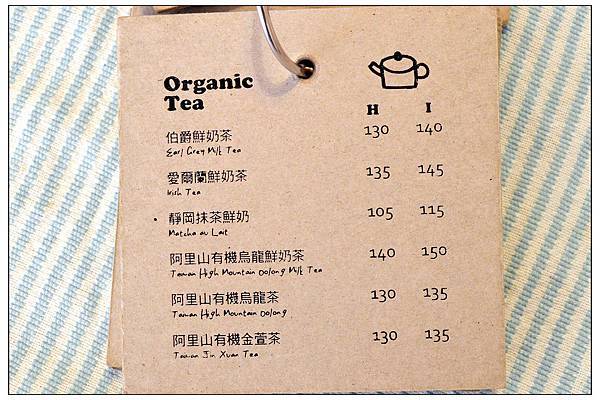 Organic
Tea
H I
伯爵鮮奶茶 130 140
Earl Grey Milk Tea
愛爾蘭鮮奶茶 135 145
Irish Tea
• 靜岡抹茶鮮奶 105 115
Matcha au Lait
阿里山有機烏龍鮮奶茶 140 150
Taiwan High Mountain Oolong Milk Tea
阿里山有機烏龍茶 130 135
Taiwan High Mountain Oolong
阿里山有機金萱茶 130 135
Taiwan Jin Xuan Tea